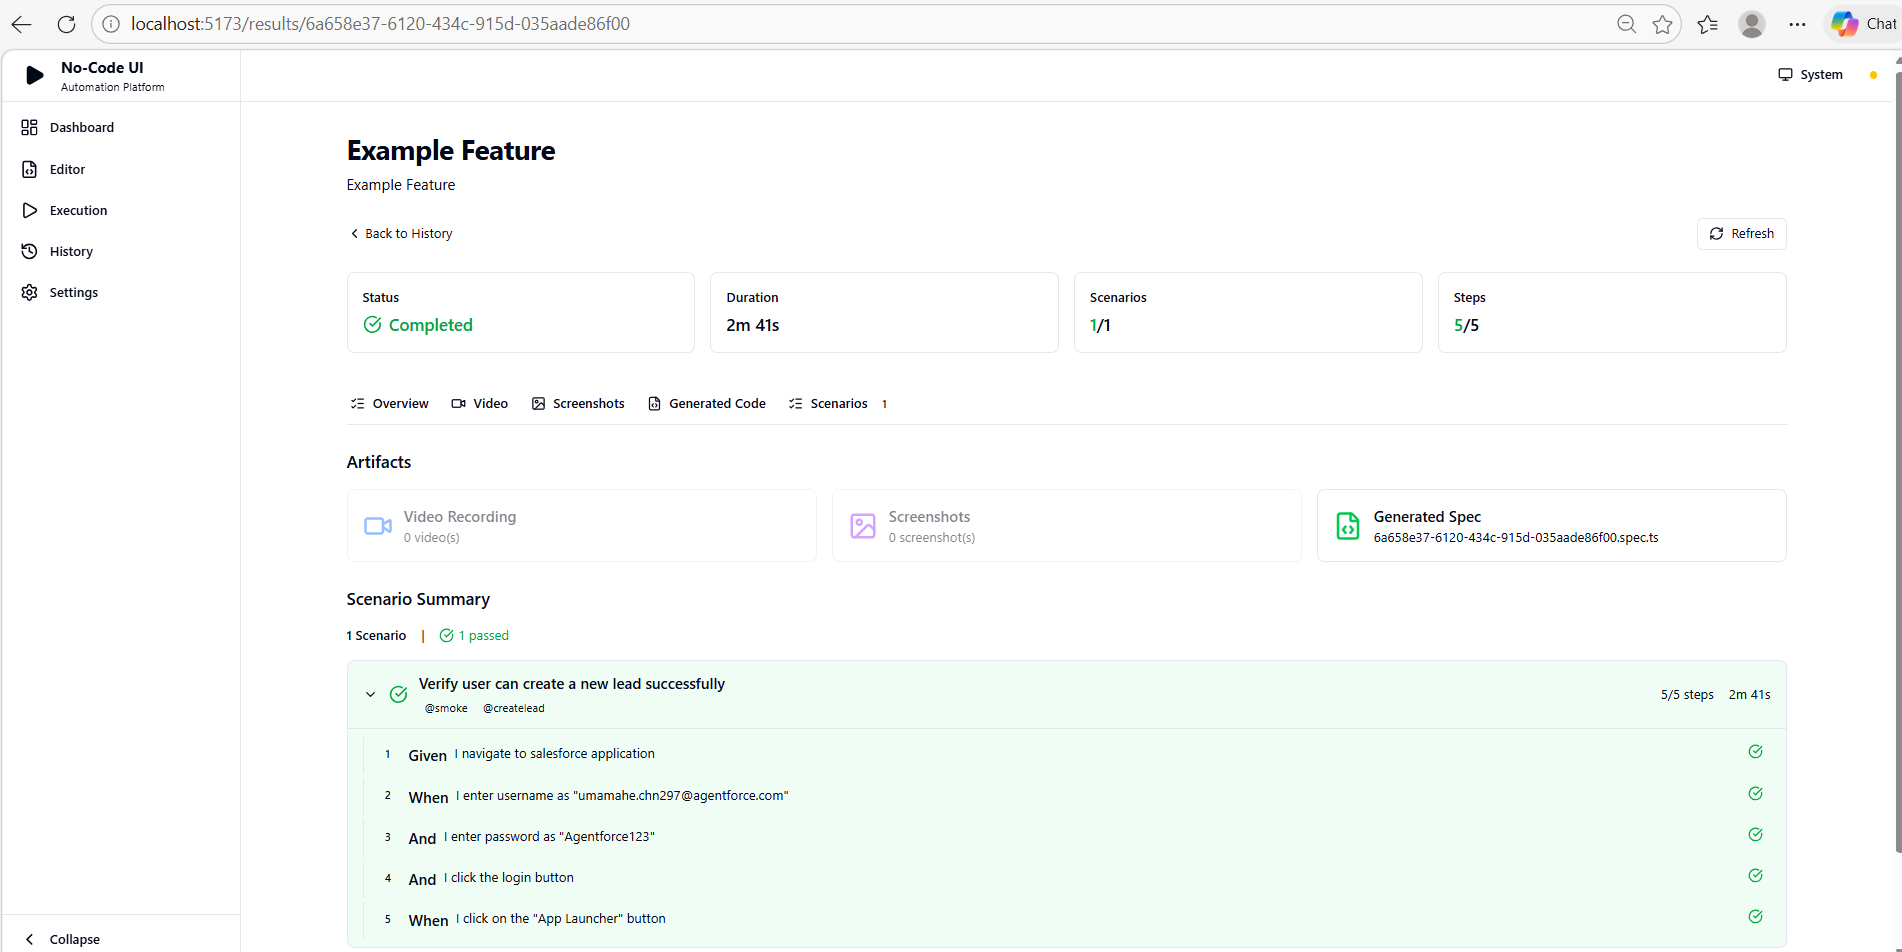 localhost:5173/results/6a658e37-6120-434c-915d-035aade86f00
Chat
No-Code UI
Automation Platform
System
Dashboard
Editor
Execution
History
Settings
Example Feature
Example Feature
Back to History
Refresh
Status
Completed
Duration
2m 41s
Scenarios
1/1
Steps
5/5
Overview
Video
Screenshots
Generated Code
Scenarios 1
Artifacts
Video Recording
0 video(s)
Screenshots
0 screenshot(s)
Generated Spec
6a658e37-6120-434c-915d-035aade86f00.spec.ts
Scenario Summary
1 Scenario | 1 passed
Verify user can create a new lead successfully
@smoke @createlead
5/5 steps 2m 41s
1 Given I navigate to salesforce application
2 When I enter username as "umamahe.chn297@agentforce.com"
3 And I enter password as "Agentforce123"
4 And I click the login button
5 When I click on the "App Launcher" button
Collapse